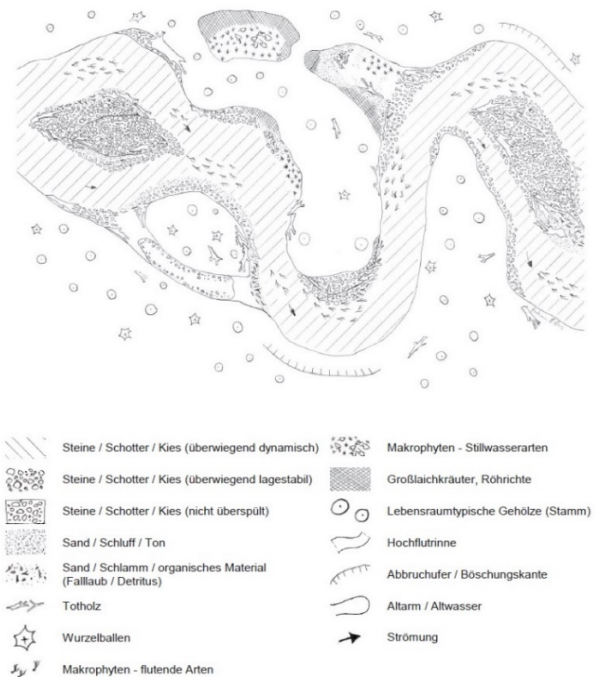 Steine / Schotter / Kies (überwiegend dynamisch)
Steine / Schotter / Kies (überwiegend lagestabil)
Steine / Schotter / Kies (nicht überspült)
Sand / Schluff / Ton
Sand / Schlamm / organisches Material
(Falllaub / Detritus)
Totholz
Wurzelballen
Makrophyten - flutende Arten
Makrophyten - Stillwasserarten
Großlaichkräuter, Röhrichte
Lebensraumtypische Gehölze (Stamm)
Hochflutrinne
Abbruchufer / Böschungskante
Altarm / Altwasser
Strömung